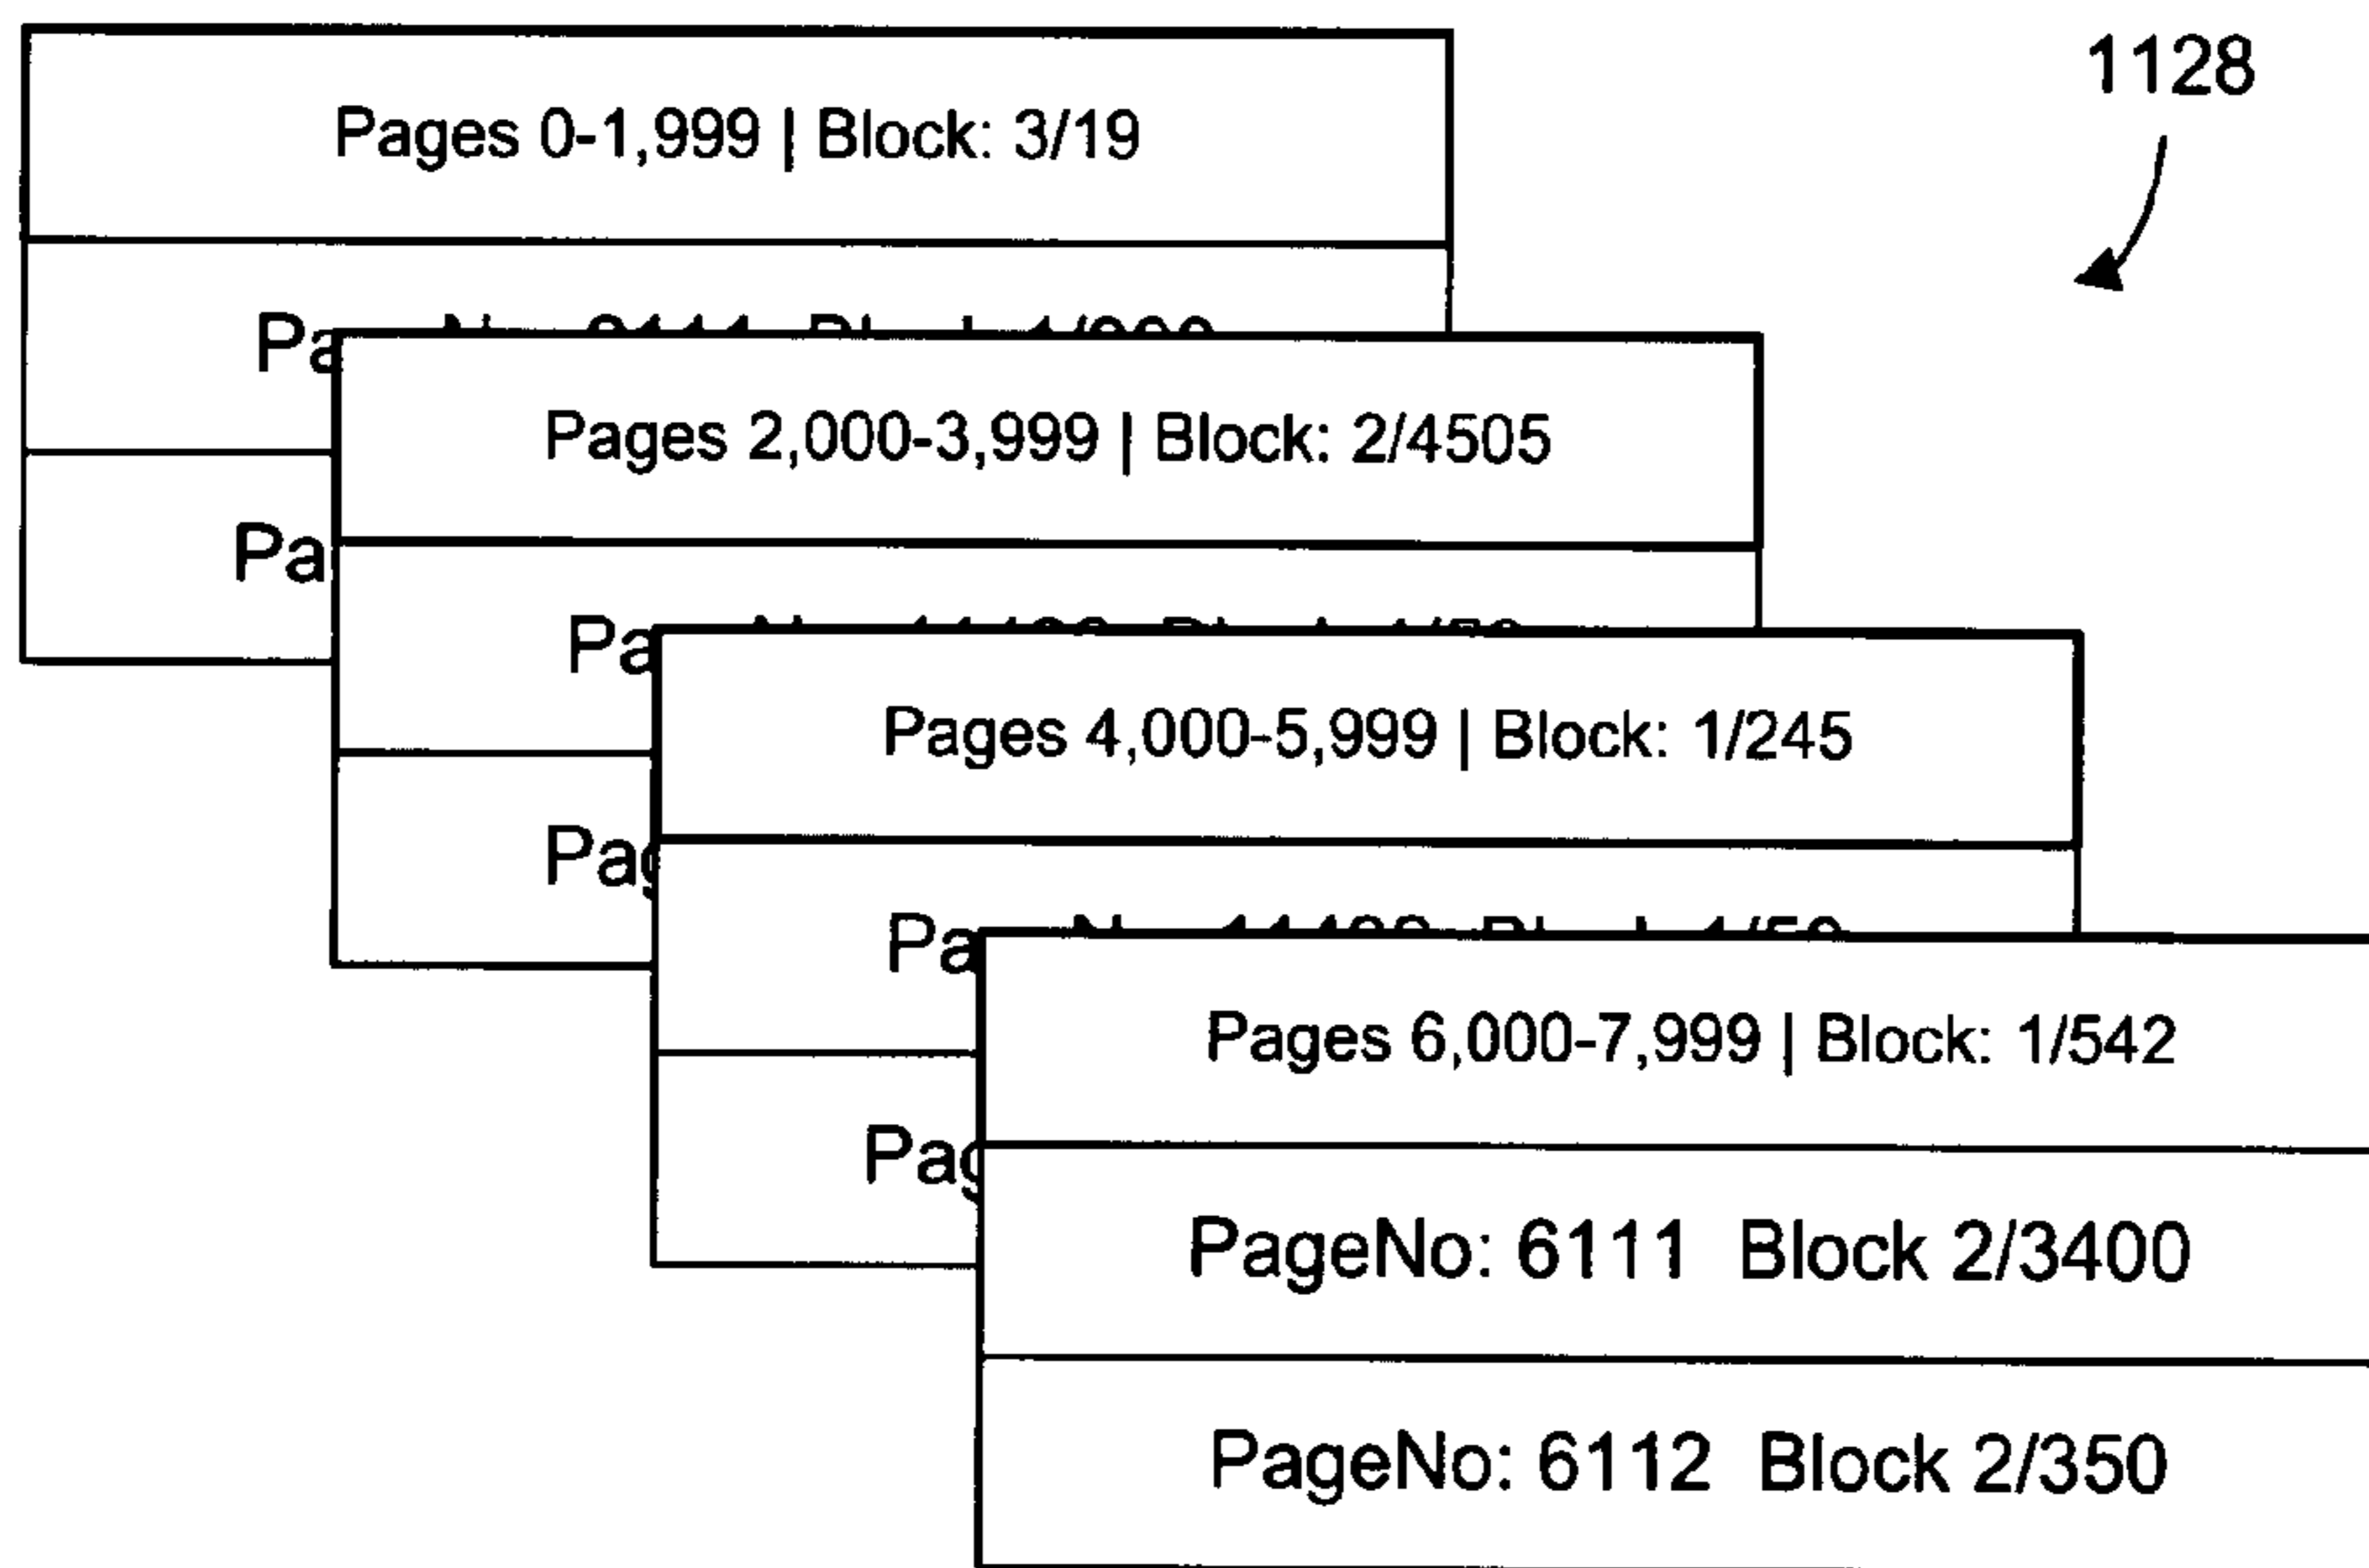 1128
Pages 0-1,999 | Block: 3/19
Pages 2,000-3,999 | Block: 2/4505
Pages 4,000-5,999 | Block: 1/245
Pages 6,000-7,999 | Block: 1/542
PageNo: 6111 Block 2/3400
PageNo: 6112 Block 2/350